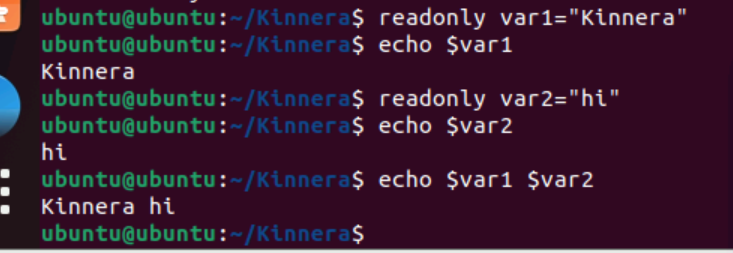 ubuntu@ubuntu:~/Kinnera$ readonly var1="Kinnera"
ubuntu@ubuntu:~/Kinnera$ echo $var1
Kinnera
ubuntu@ubuntu:~/Kinnera$ readonly var2="hi"
ubuntu@ubuntu:~/Kinnera$ echo $var2
hi
ubuntu@ubuntu:~/Kinnera$ echo $var1 $var2
Kinnera hi
ubuntu@ubuntu:~/Kinnera$